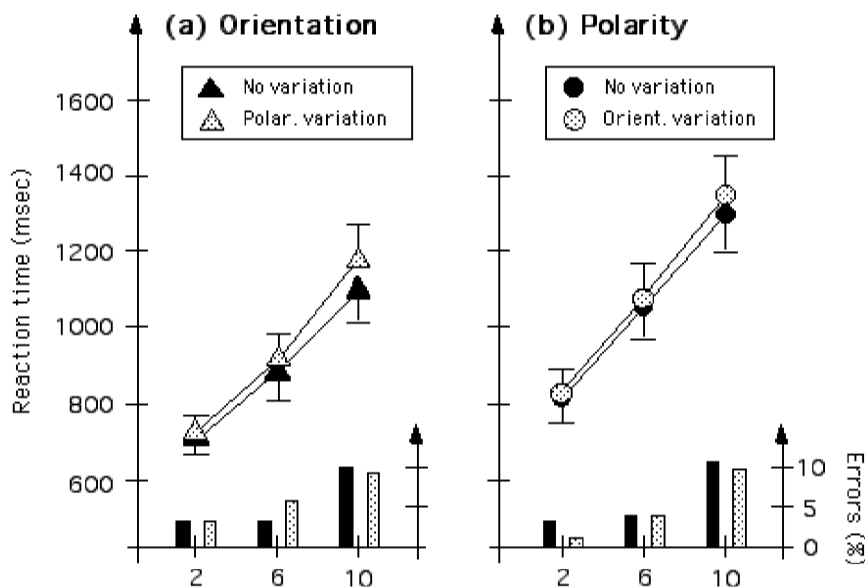 (a) Orientation
(b) Polarity
No variation
Polar. variation
No variation
Orient. variation
Reaction time (msec)
1600
1400
1200
1000
800
600
10
5
0
Errors (%)
2 6 10
2 6 10